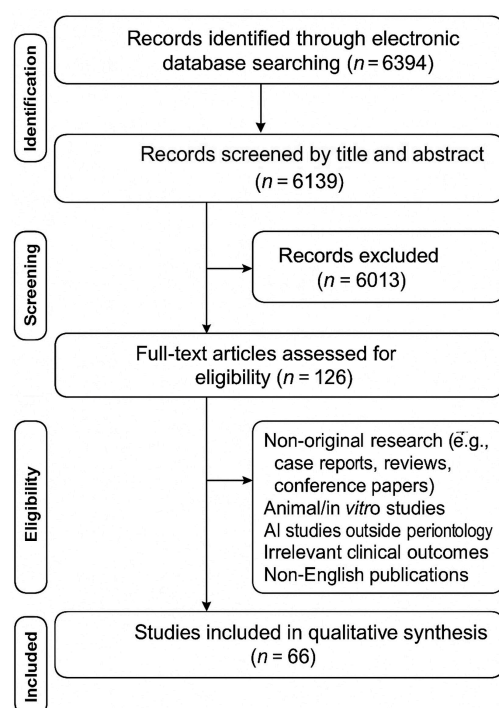 Identification
Records identified through electronic
database searching (n = 6394)
Records screened by title and abstract
(n = 6139)
Screening
Records excluded
(n = 6013)
Full-text articles assessed for
eligibility (n = 126)
Eligibility
Non-original research (e.g.,
case reports, reviews,
conference papers)
Animal/in vitro studies
AI studies outside periontology
Irrelevant clinical outcomes
Non-English publications
Included
Studies included in qualitative synthesis
(n = 66)